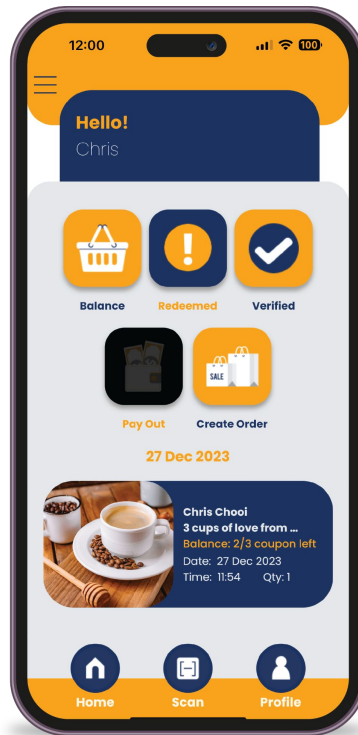 12:00
100
Hello!
Chris
Balance
Redeemed
Verified
SALE
Pay Out
Create Order
27 Dec 2023
Chris Chooi
3 cups of love from ...
Balance: 2/3 coupon left
Date: 27 Dec 2023
Time: 11:54 Qty: 1
Home
Scan
Profile